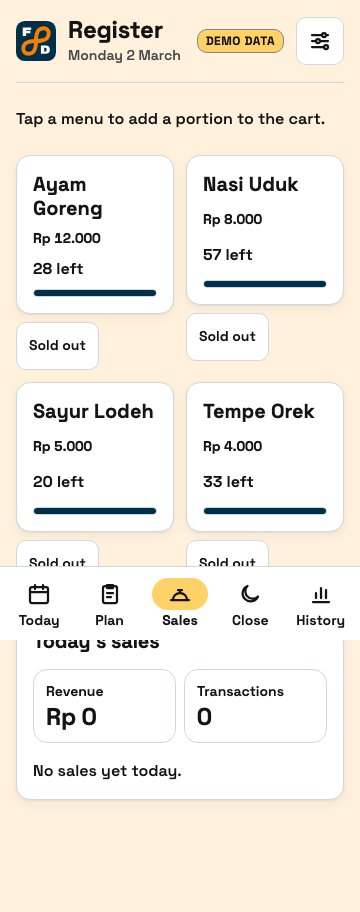 F
D
Register
Monday 2 March
DEMO DATA
Tap a menu to add a portion to the cart.
Ayam
Goreng
Rp 12.000
28 left
Sold out
Nasi Uduk
Rp 8.000
57 left
Sold out
Sayur Lodeh
Rp 5.000
20 left
Sold out
Tempe Orek
Rp 4.000
33 left
Sold out
Today
Plan
Sales
Close
History
Today's sales
Revenue
Rp 0
Transactions
0
No sales yet today.